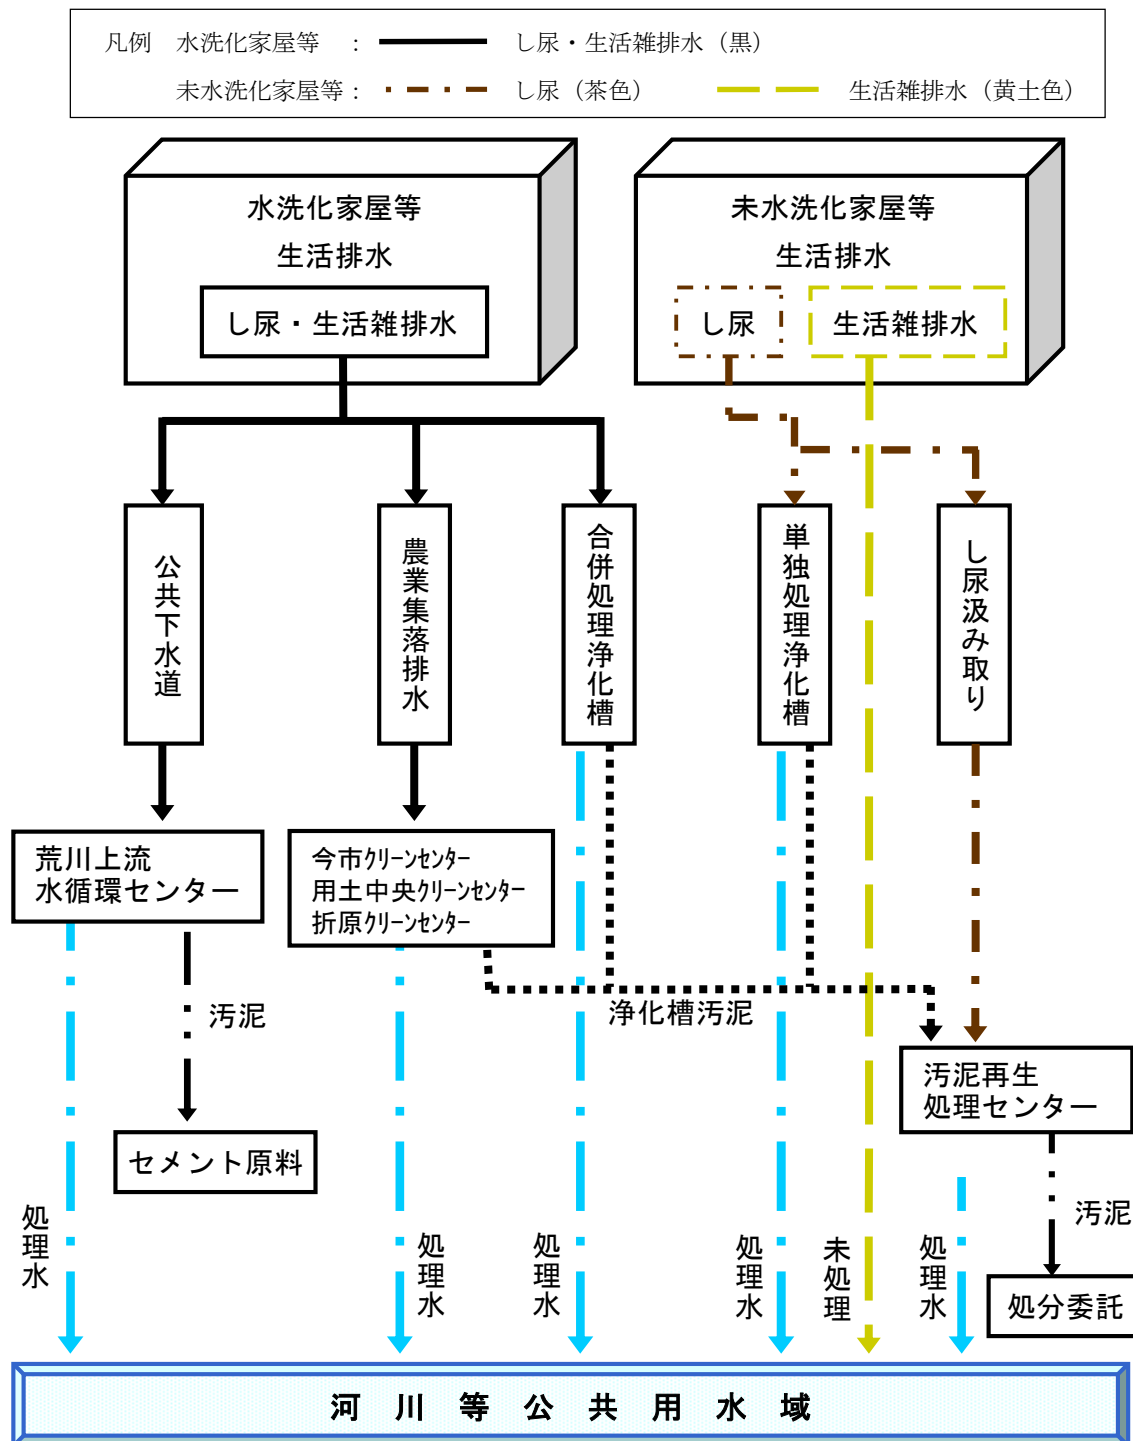 凡例 水洗化家屋等 : し尿・生活雑排水（黒）
未水洗化家屋等： し尿（茶色） 生活雑排水（黄土色）
水洗化家屋等
生活排水
し尿・生活雑排水
未水洗化家屋等
生活排水
し尿
生活雑排水
公共下水道
農業集落排水
合併処理浄化槽
単独処理浄化槽
し尿汲み取り
荒川上流
水循環センター
今市ｸﾘｰﾝｾﾝﾀｰ
用土中央ｸﾘｰﾝｾﾝﾀｰ
折原ｸﾘｰﾝｾﾝﾀｰ
汚泥
浄化槽汚泥
汚泥再生
処理センター
セメント原料
汚泥
処分委託
処理水
処理水
処理水
処理水
未処理
処理水
河川等公共用水域